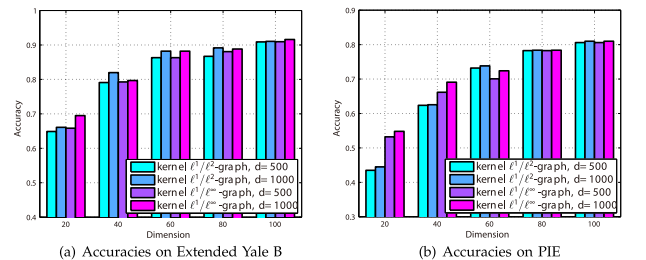 1
0.9
0.8
0.7
0.6
0.5
0.4
Accuracy
20 40 60 80 100
Dimension
kernel ℓ¹/ℓ²-graph, d= 500
kernel ℓ¹/ℓ²-graph, d= 1000
kernel ℓ¹/ℓ∞-graph, d= 500
kernel ℓ¹/ℓ∞-graph, d= 1000
(a) Accuracies on Extended Yale B
0.9
0.8
0.7
0.6
0.5
0.4
0.3
Accuracy
20 40 60 80 100
Dimension
kernel ℓ¹/ℓ²-graph, d= 500
kernel ℓ¹/ℓ²-graph, d= 1000
kernel ℓ¹/ℓ∞-graph, d= 500
kernel ℓ¹/ℓ∞-graph, d= 1000
(b) Accuracies on PIE